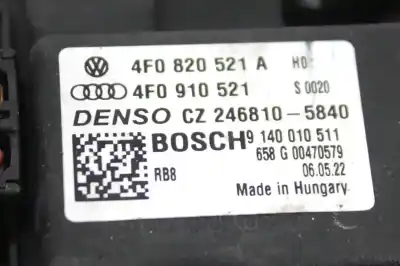 4F0 820 521 A HD:
4F0 910 521 S 0020
DENSO CZ 246810-5840
BOSCH 9 140 010 511
658 G 00470579
RB8 06.05.22
Made in Hungary.